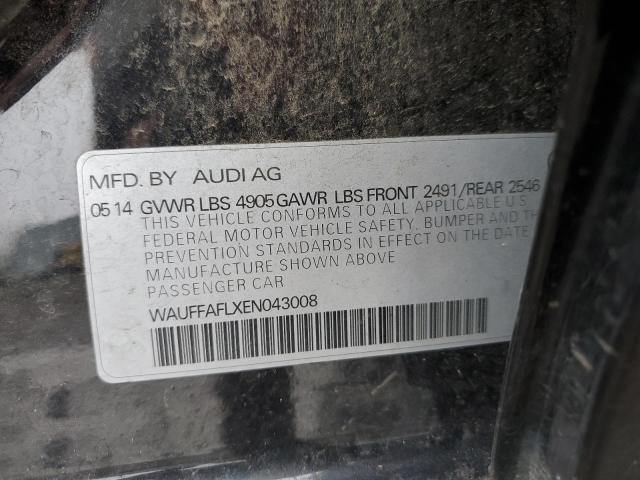 MFD. BY AUDI AG
05 14 GVWR LBS 4905 GAWR LBS FRONT 2491/REAR 2546
THIS VEHICLE CONFORMS TO ALL APPLICABLE U S
FEDERAL MOTOR VEHICLE SAFETY, BUMPER AND TH
PREVENTION STANDARDS IN EFFECT ON THE DATE
MANUFACTURE SHOWN ABOVE
PASSENGER CAR
WAUFFAFLXEN043008